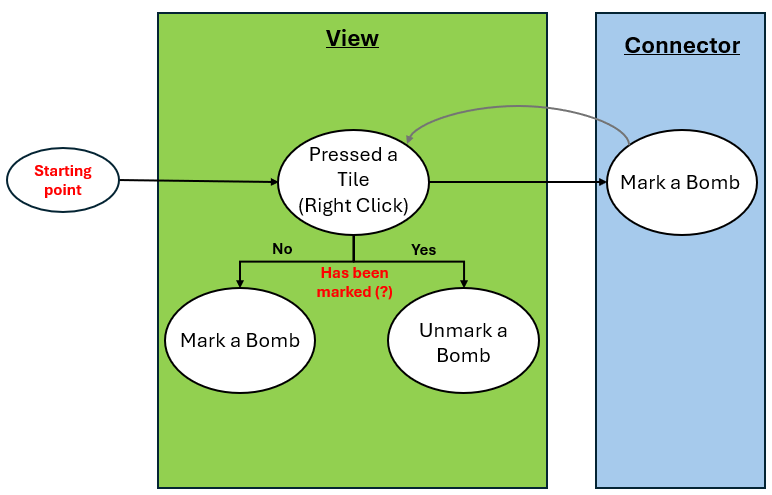 View
Connector
Starting
point
Pressed a
Tile
(Right Click)
Mark a Bomb
No
Yes
Has been
marked (?)
Mark a Bomb
Unmark a
Bomb